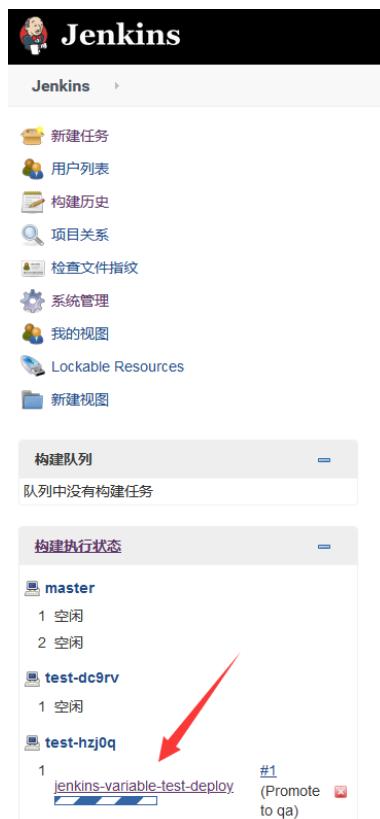 Jenkins
Jenkins
新建任务
用户列表
构建历史
项目关系
检查文件指纹
系统管理
我的视图
Lockable Resources
新建视图
构建队列
队列中没有构建任务
构建执行状态
master
1 空闲
2 空闲
test-dc9rv
1 空闲
test-hzj0q
1 jenkins-variable-test-deploy #1
(Promote
to qa)